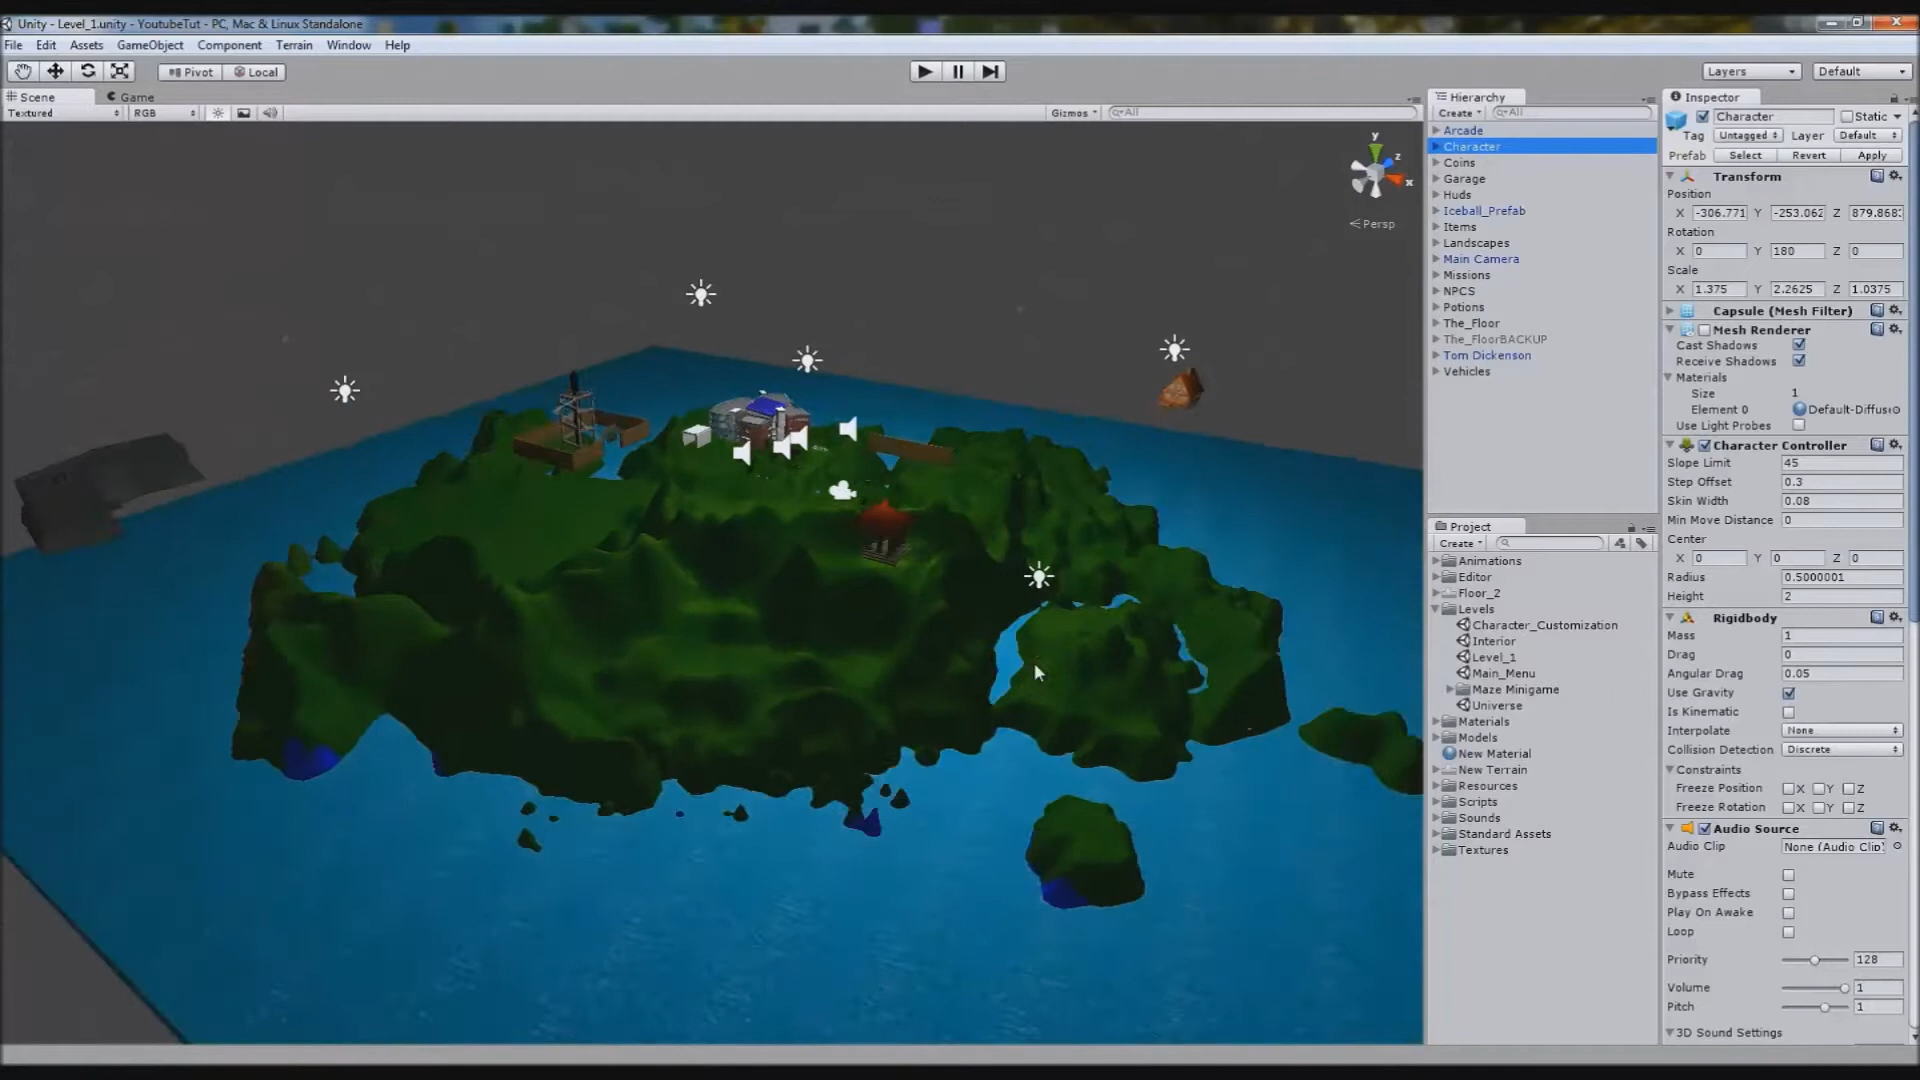 Unity - Level_1.unity - YoutubeTut - PC, Mac & Linux Standalone
File Edit Assets GameObject Component Terrain Window Help
Pivot Local
Layers Default
Scene Game
Textured RGB Gizmos All
y
z
x
Persp
Hierarchy
Create All
Arcade
Character
Coins
Garage
Huds
Iceball_Prefab
Items
Landscapes
Main Camera
Missions
NPCS
Potions
The_Floor
The_FloorBACKUP
Tom Dickenson
Vehicles
Project
Create
Animations
Editor
Floor_2
Levels
Character_Customization
Interior
Level_1
Main_Menu
Maze Minigame
Universe
Materials
Models
New Material
New Terrain
Resources
Scripts
Sounds
Standard Assets
Textures
Inspector
Character Static
Tag Untagged Layer Default
Prefab Select Revert Apply
Transform
Position
X -306.771 Y -253.062 Z 879.868
Rotation
X 0 Y 180 Z 0
Scale
X 1.375 Y 2.2625 Z 1.0375
Capsule (Mesh Filter)
Mesh Renderer
Cast Shadows
Receive Shadows
Materials
Size 1
Element 0 Default-Diffus
Use Light Probes
Character Controller
Slope Limit 45
Step Offset 0.3
Skin Width 0.08
Min Move Distance 0
Center
X 0 Y 0 Z 0
Radius 0.5000001
Height 2
Rigidbody
Mass 1
Drag 0
Angular Drag 0.05
Use Gravity
Is Kinematic
Interpolate None
Collision Detection Discrete
Constraints
Freeze Position X Y Z
Freeze Rotation X Y Z
Audio Source
Audio Clip None (Audio Clip)
Mute
Bypass Effects
Play On Awake
Loop
Priority 128
Volume 1
Pitch 1
3D Sound Settings